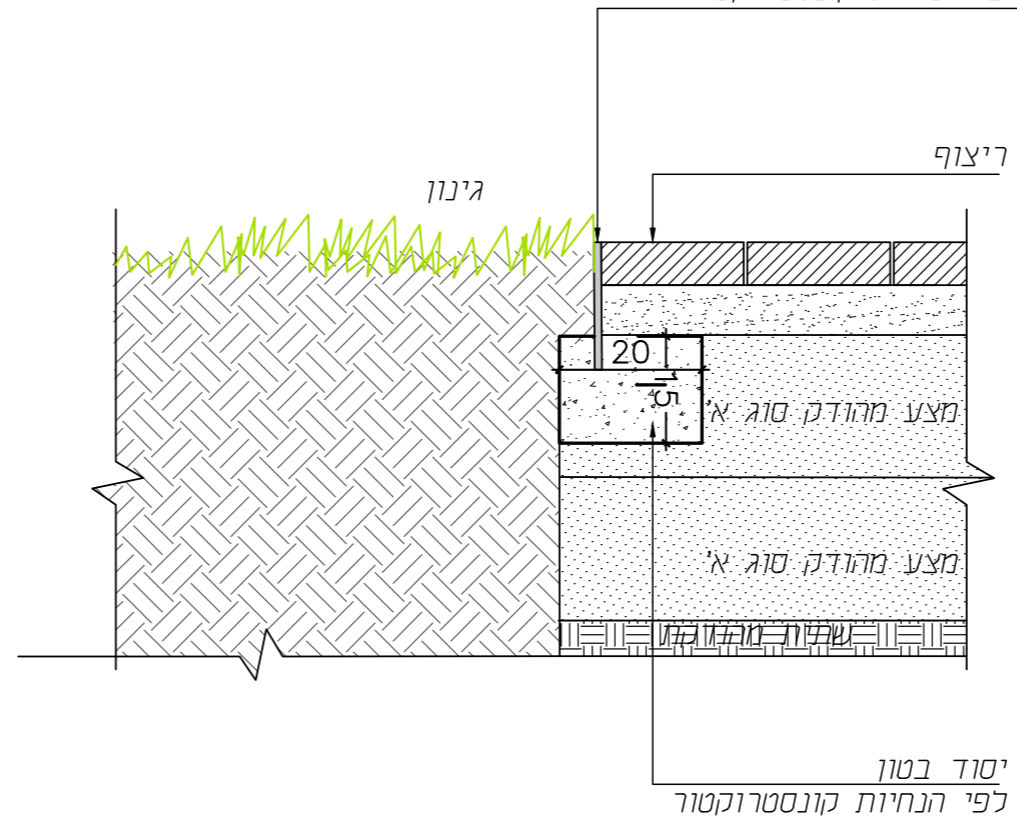 ריצוף
גינון
20
15
מצע מהודק סוג א'
מצע מהודק סוג א'
שתית מהודקת
יסוד בטון
לפי הנחיות קונסטרוקטור